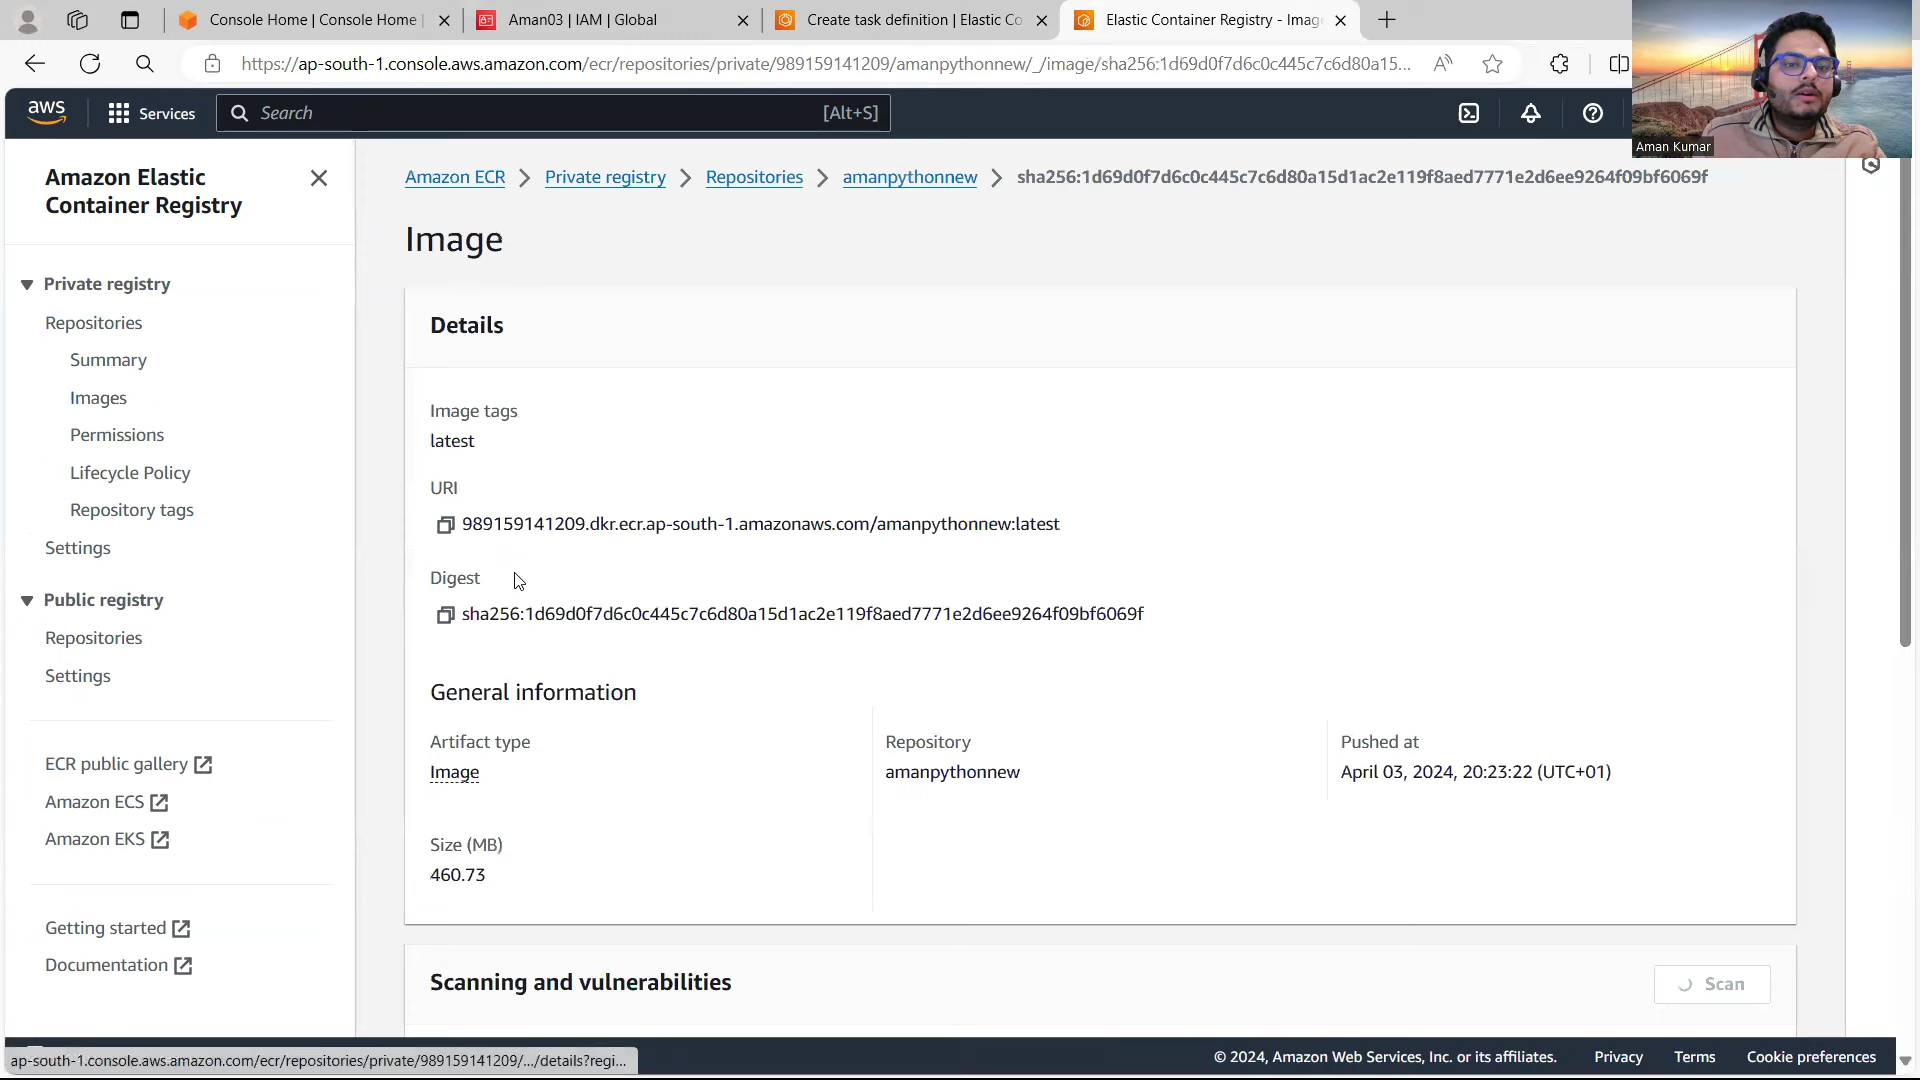 Console Home | Console Home |
Aman03 | IAM | Global
Create task definition | Elastic Co
Elastic Container Registry - Imag
https://ap-south-1.console.aws.amazon.com/ecr/repositories/private/989159141209/amanpythonnew/_/image/sha256:1d69d0f7d6c0c445c7c6d80a15...
aws
Services
Search
[Alt+S]
Aman Kumar
Amazon Elastic
Container Registry
Private registry
Repositories
Summary
Images
Permissions
Lifecycle Policy
Repository tags
Settings
Public registry
Repositories
Settings
ECR public gallery
Amazon ECS
Amazon EKS
Getting started
Documentation
Amazon ECR > Private registry > Repositories > amanpythonnew > sha256:1d69d0f7d6c0c445c7c6d80a15d1ac2e119f8aed7771e2d6ee9264f09bf6069f
Image
Details
Image tags
latest
URI
989159141209.dkr.ecr.ap-south-1.amazonaws.com/amanpythonnew:latest
Digest
sha256:1d69d0f7d6c0c445c7c6d80a15d1ac2e119f8aed7771e2d6ee9264f09bf6069f
General information
Artifact type
Image
Repository
amanpythonnew
Pushed at
April 03, 2024, 20:23:22 (UTC+01)
Size (MB)
460.73
Scanning and vulnerabilities
Scan
ap-south-1.console.aws.amazon.com/ecr/repositories/private/989159141209/.../details?regi...
© 2024, Amazon Web Services, Inc. or its affiliates.
Privacy
Terms
Cookie preferences